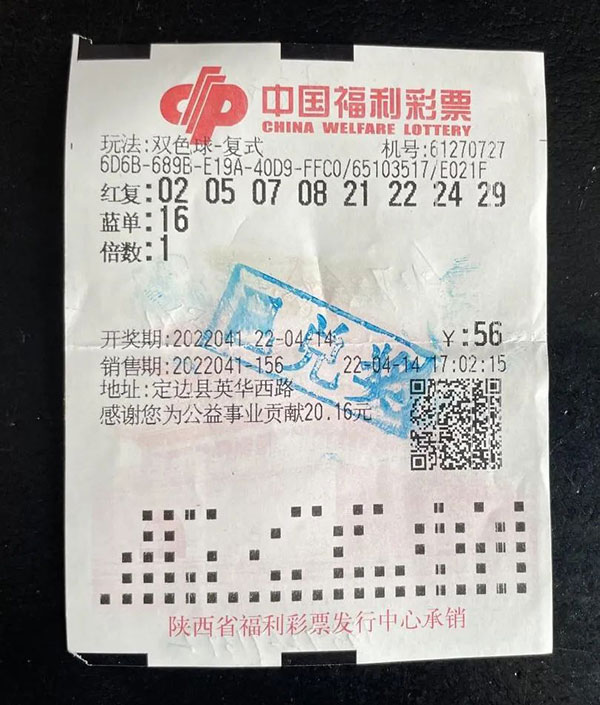 中国福利彩票
CHINA WELFARE LOTTERY
玩法:双色球-复式 机号:61270727
6D6B-689B-E19A-40D9-FFC0/65103517/E021F
红复:02 05 07 08 21 22 24 29
蓝单:16
倍数:1
已兑奖
开奖期:2022041 22-04-14 ¥:56
销售期:2022041-156 22-04-14 17:02:15
地址:定边县英华西路
感谢您为公益事业贡献20.16元
陕西省福利彩票发行中心承销